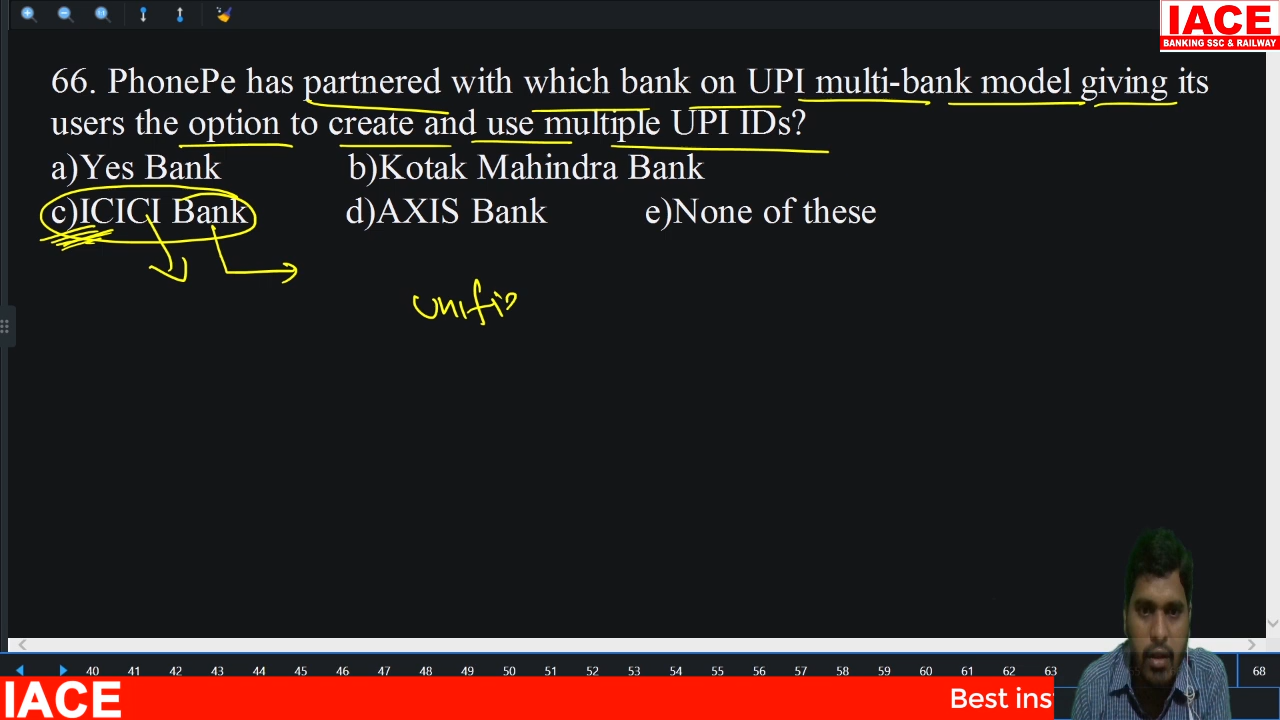 IACE
BANKING SSC & RAILWAY
66. PhonePe has partnered with which bank on UPI multi-bank model giving its
users the option to create and use multiple UPI IDs?
a)Yes Bank b)Kotak Mahindra Bank
c)ICICI Bank d)AXIS Bank e)None of these
40 41 42 43 44 45 46 47 48 49 50 51 52 53 54 55 56 57 58 59 60 61 62 63 68
IACE Best ins